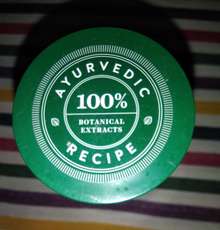 AYURVEDIC
100%
BOTANICAL
EXTRACTS
RECIPE